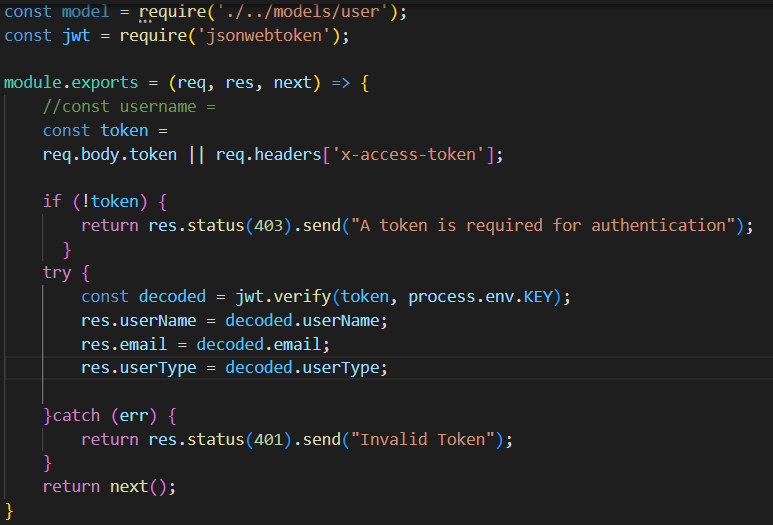 const model = require('./../models/user');
const jwt = require('jsonwebtoken');
module.exports = (req, res, next) => {
//const username =
const token =
req.body.token || req.headers['x-access-token'];
if (!token) {
return res.status(403).send("A token is required for authentication");
}
try {
const decoded = jwt.verify(token, process.env.KEY);
res.userName = decoded.userName;
res.email = decoded.email;
res.userType = decoded.userType;
}catch (err) {
return res.status(401).send("Invalid Token");
}
return next();
}